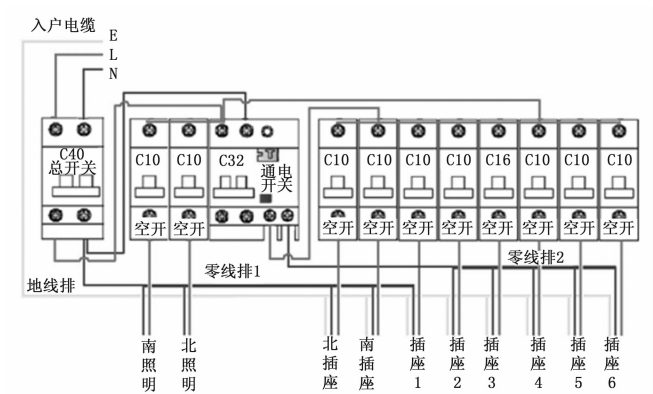 入户电缆
E
L
N
C40
总开关
C10
C10
C32
通电
开关
C10
C10
C10
C10
C16
C10
C10
C10
空开
空开
空开
空开
空开
空开
空开
空开
空开
空开
地线排
零线排1
零线排2
南照明
北照明
北插座
南插座
插座1
插座2
插座3
插座4
插座5
插座6